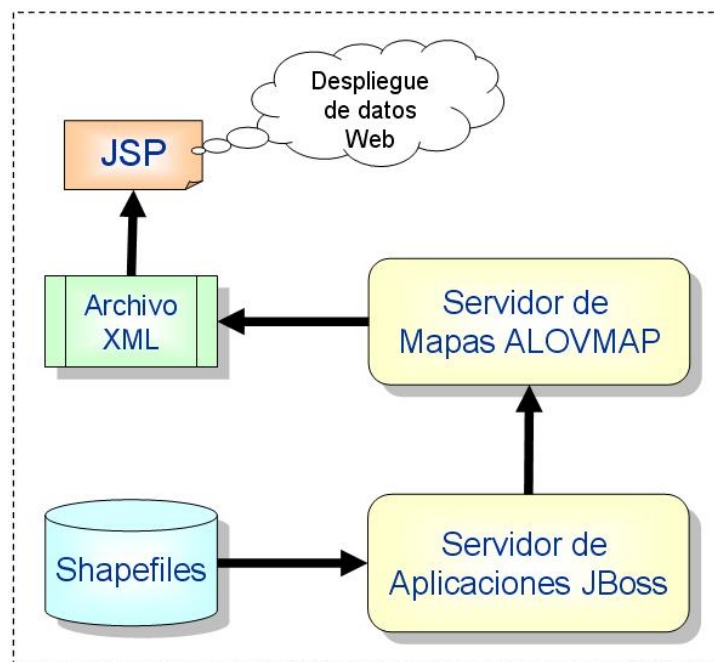 Despliegue
de datos
Web
JSP
Archivo
XML
Servidor de
Mapas ALOVMAP
Shapefiles
Servidor de
Aplicaciones JBoss